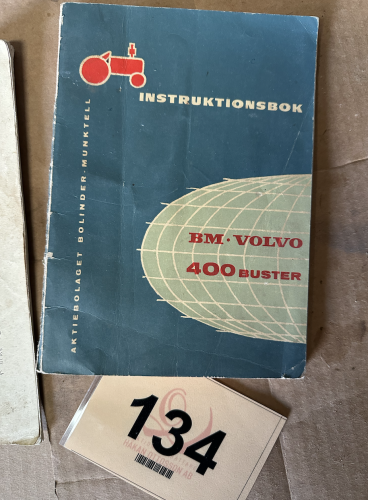 INSTRUKTIONSBOK
AKTIEBOLAGET BOLINDER-MUNKTELL
BM·VOLVO
400 BUSTER
134